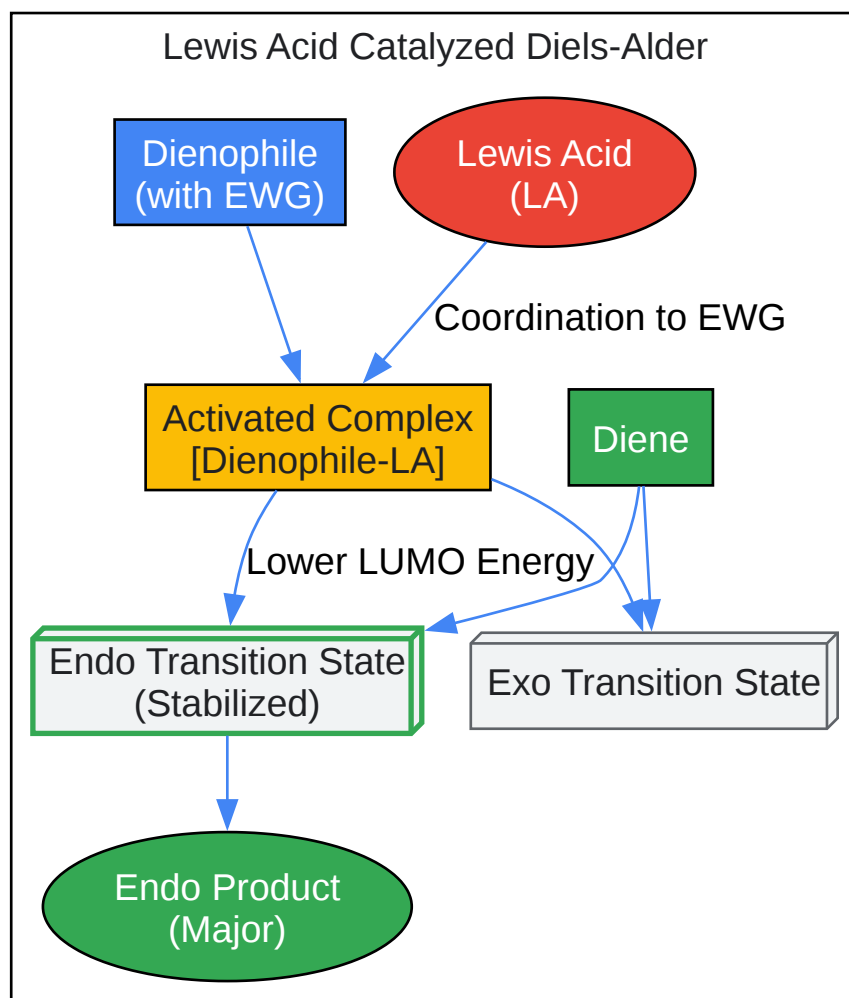 Lewis Acid Catalyzed Diels-Alder
Dienophile
(with EWG)
Lewis Acid
(LA)
Coordination to EWG
Activated Complex
[Dienophile-LA]
Diene
Lower LUMO Energy
Endo Transition State
(Stabilized)
Exo Transition State
Endo Product
(Major)